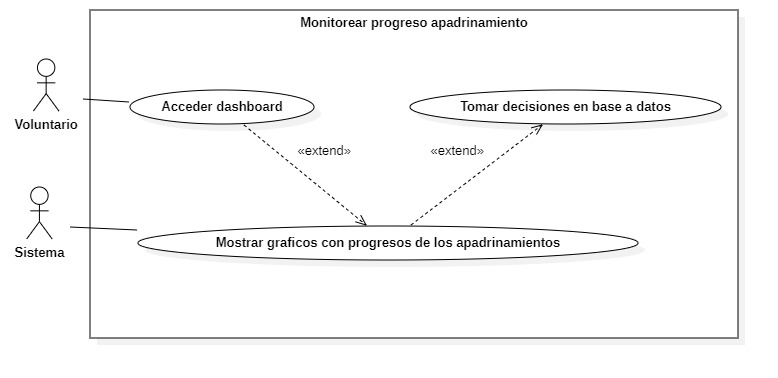 Monitorear progreso apadrinamiento
Voluntario
Acceder dashboard
Tomar decisiones en base a datos
«extend»
«extend»
Sistema
Mostrar graficos con progresos de los apadrinamientos